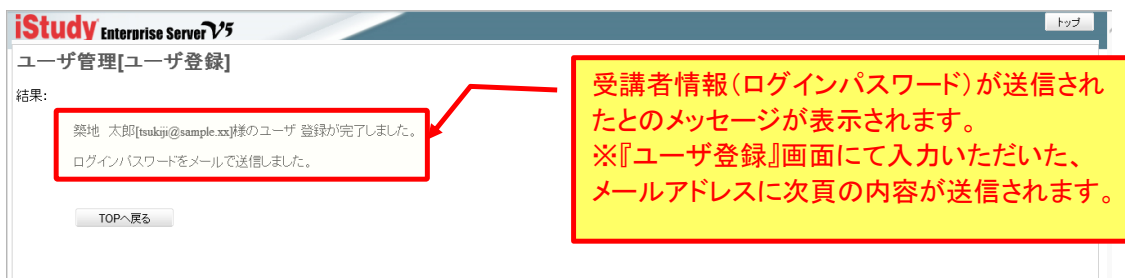 iStudy Enterprise Server V5
トップ
ユーザ管理[ユーザ登録]
結果:
築地 太郎[tsukiji@sample.xx]様のユーザ 登録が完了しました。
ログインパスワードをメールで送信しました。
TOPへ戻る
受講者情報(ログインパスワード)が送信され
たとのメッセージが表示されます。
※『ユーザ登録』画面にて入力いただいた、
メールアドレスに次頁の内容が送信されます。